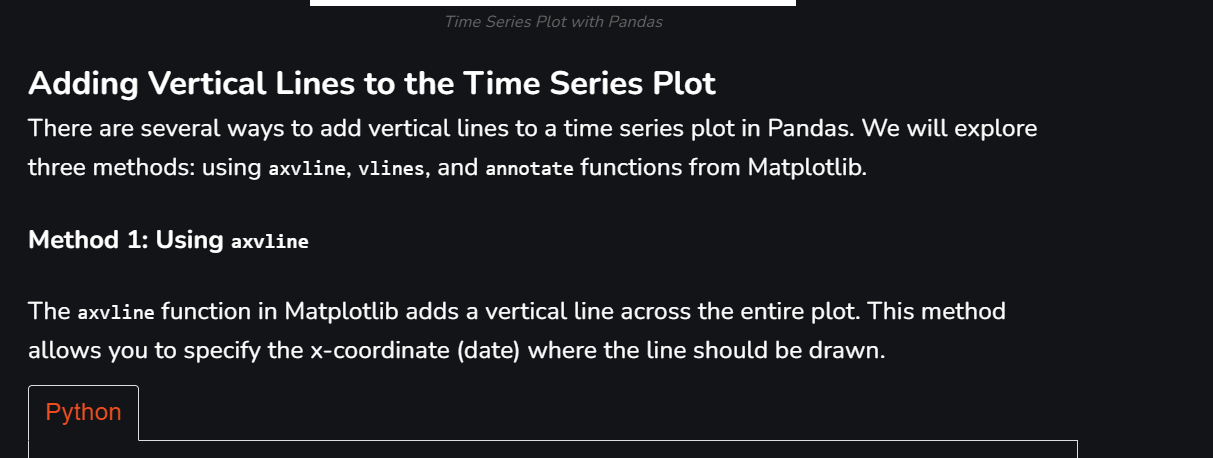 Time Series Plot with Pandas
Adding Vertical Lines to the Time Series Plot
There are several ways to add vertical lines to a time series plot in Pandas. We will explore
three methods: using axvline, vlines, and annotate functions from Matplotlib.
Method 1: Using axvline
The axvline function in Matplotlib adds a vertical line across the entire plot. This method
allows you to specify the x-coordinate (date) where the line should be drawn.
Python